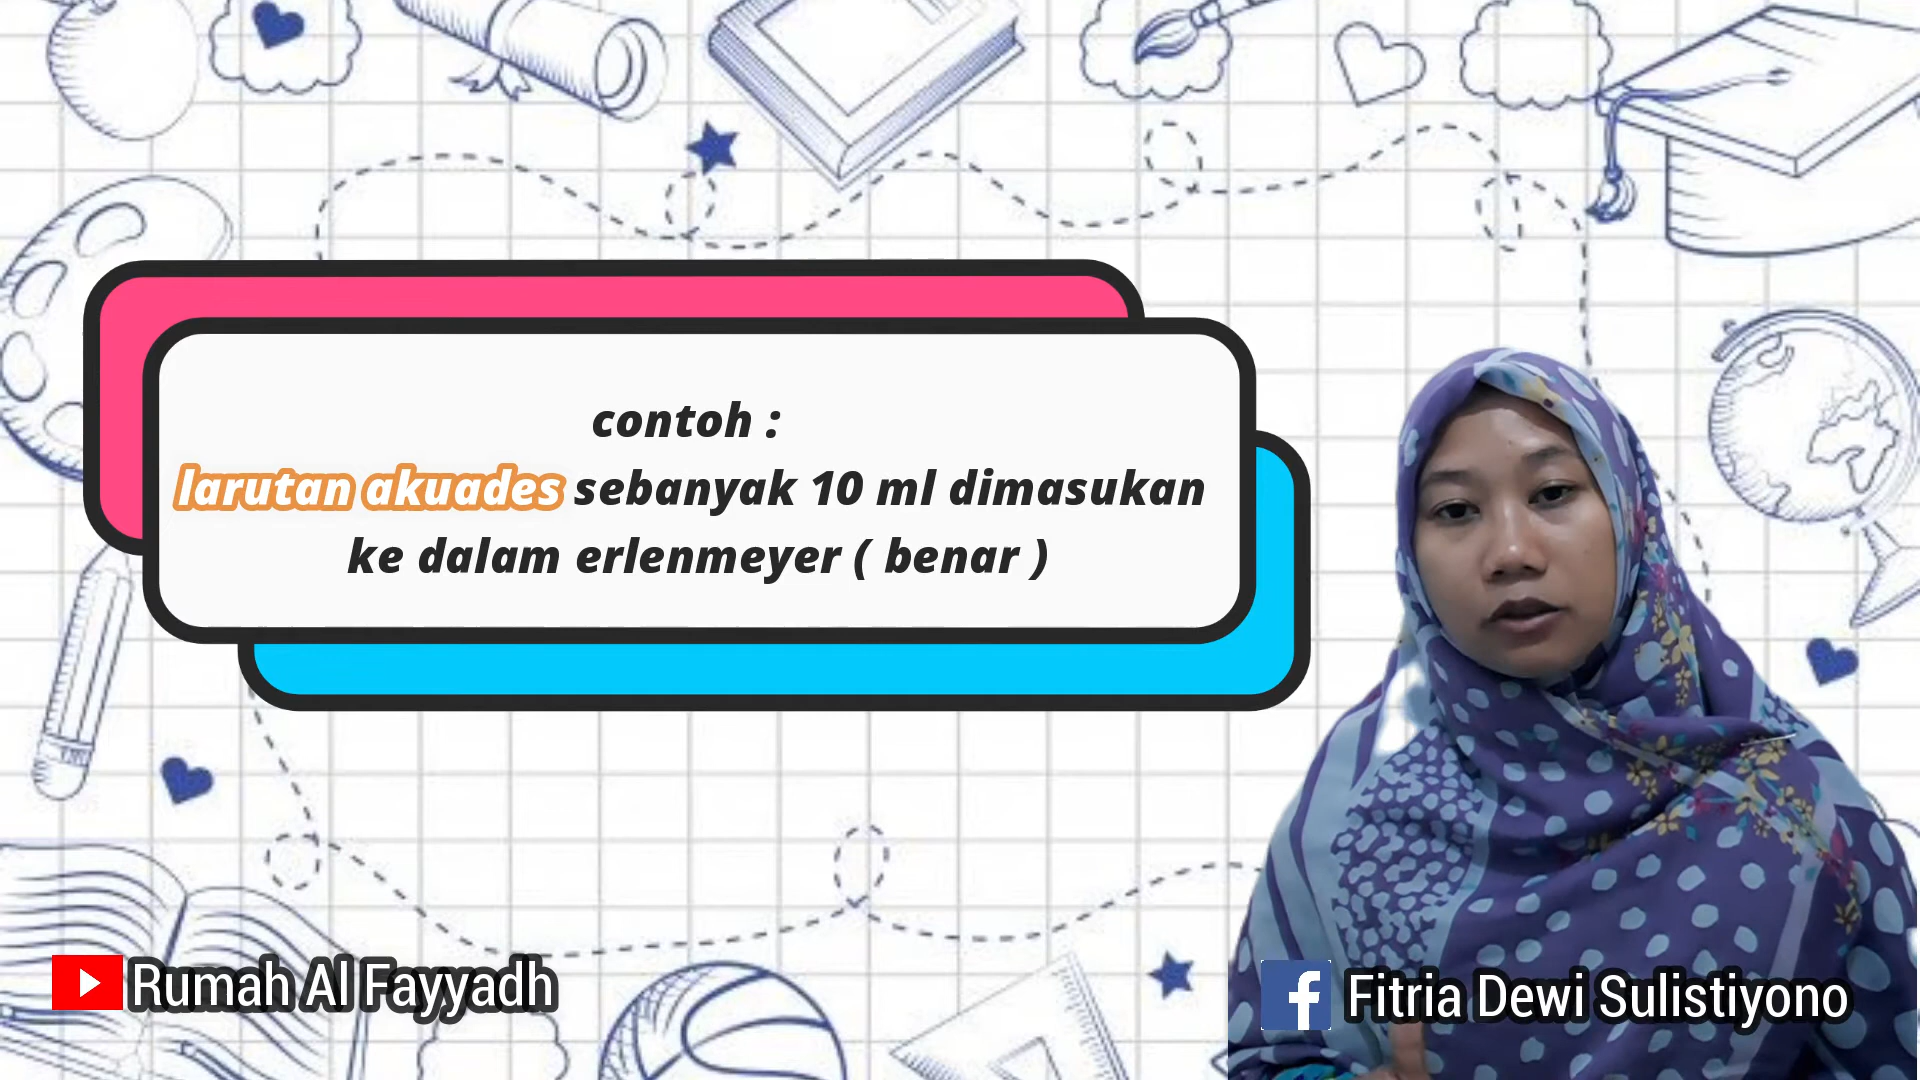 contoh :
larutan akuades sebanyak 10 ml dimasukan
ke dalam erlenmeyer ( benar )
Rumah Al Fayyadh
Fitria Dewi Sulistiyono